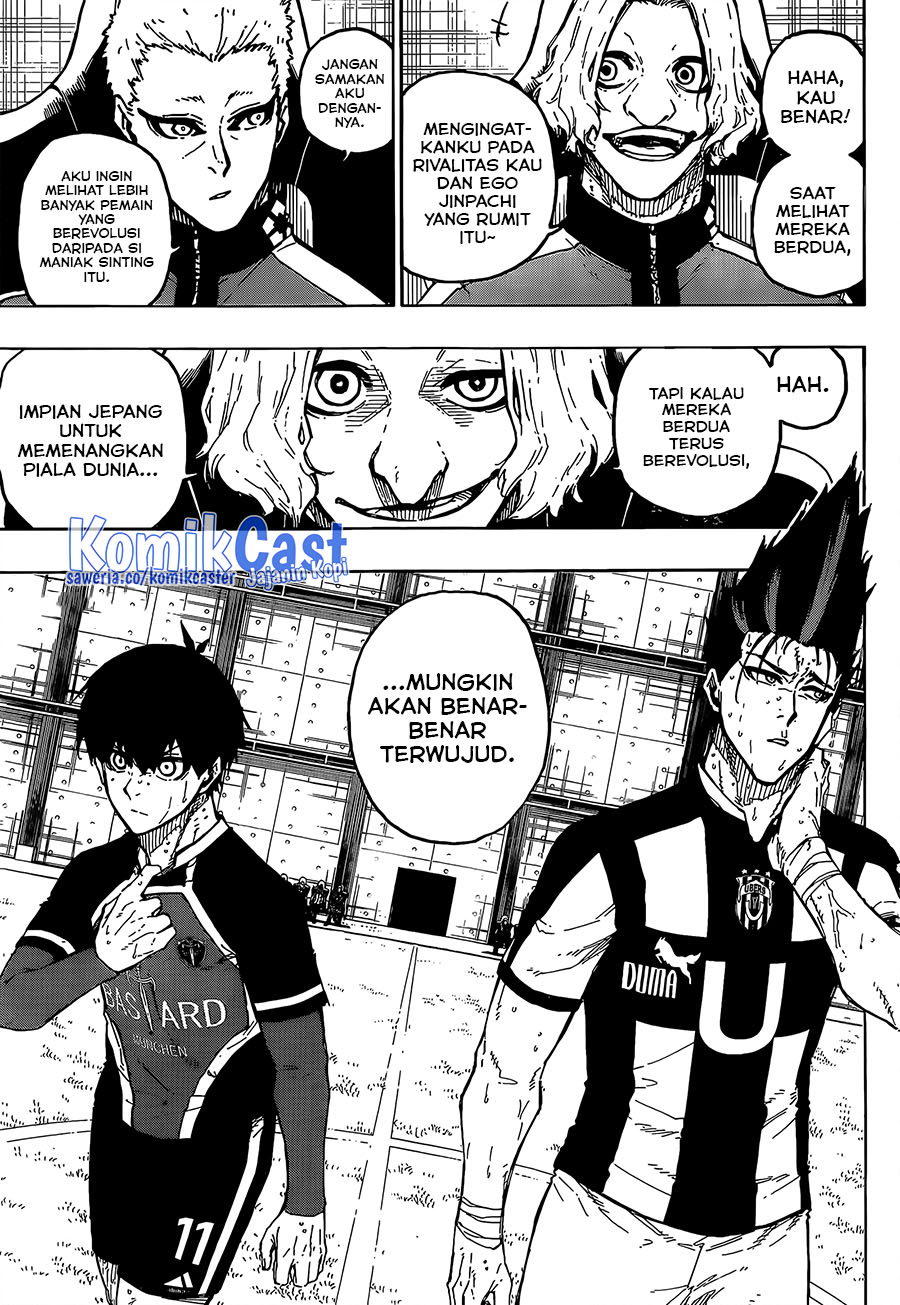 HAHA,
KAU
BENAR!
SAAT
MELIHAT
MEREKA
BERDUA,
MENGINGAT-
KANKU PADA
RIVALITAS KAU
DAN EGO
JINPACHI
YANG RUMIT
ITU~
JANGAN
SAMAKAN
AKU
DENGAN-
NYA.
AKU INGIN
MELIHAT LEBIH
BANYAK PEMAIN
YANG
BEREVOLUSI
DARIPADA SI
MANIAK SINTING
ITU.
HAH.
TAPI KALAU
MEREKA
BERDUA
TERUS
BEREVOLUSI,
IMPIAN JEPANG
UNTUK
MEMENANGKAN
PIALA DUNIA...
KomikCast
saweria.co/komikcaster Jajanin Kopi
...MUNGKIN
AKAN BENAR-
BENAR
TERWUJUD.
UBERS
DUMA
U
BASTARD
MUNCHEN
11